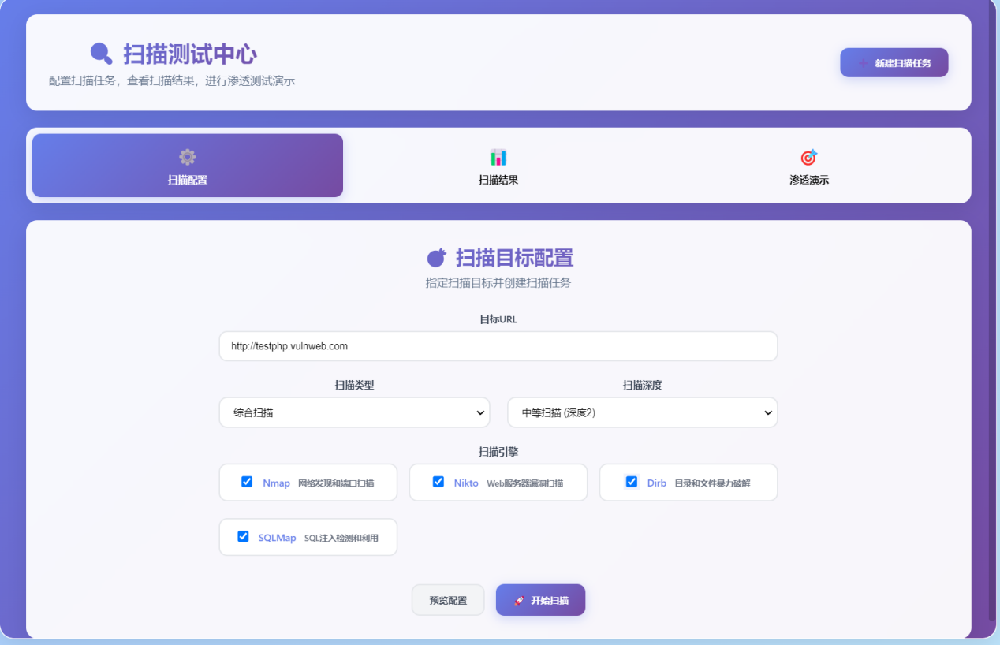 扫描测试中心
配置扫描任务，查看扫描结果，进行渗透测试演示
新建扫描任务
扫描配置
扫描结果
渗透演示
扫描目标配置
指定扫描目标并创建扫描任务
目标URL
http://testphp.vulnweb.com
扫描类型
扫描深度
综合扫描
中等扫描 (深度2)
扫描引擎
Nmap 网络发现和端口扫描
Nikto Web服务器漏洞扫描
Dirb 目录和文件暴力破解
SQLMap SQL注入检测和利用
预览配置
开始扫描